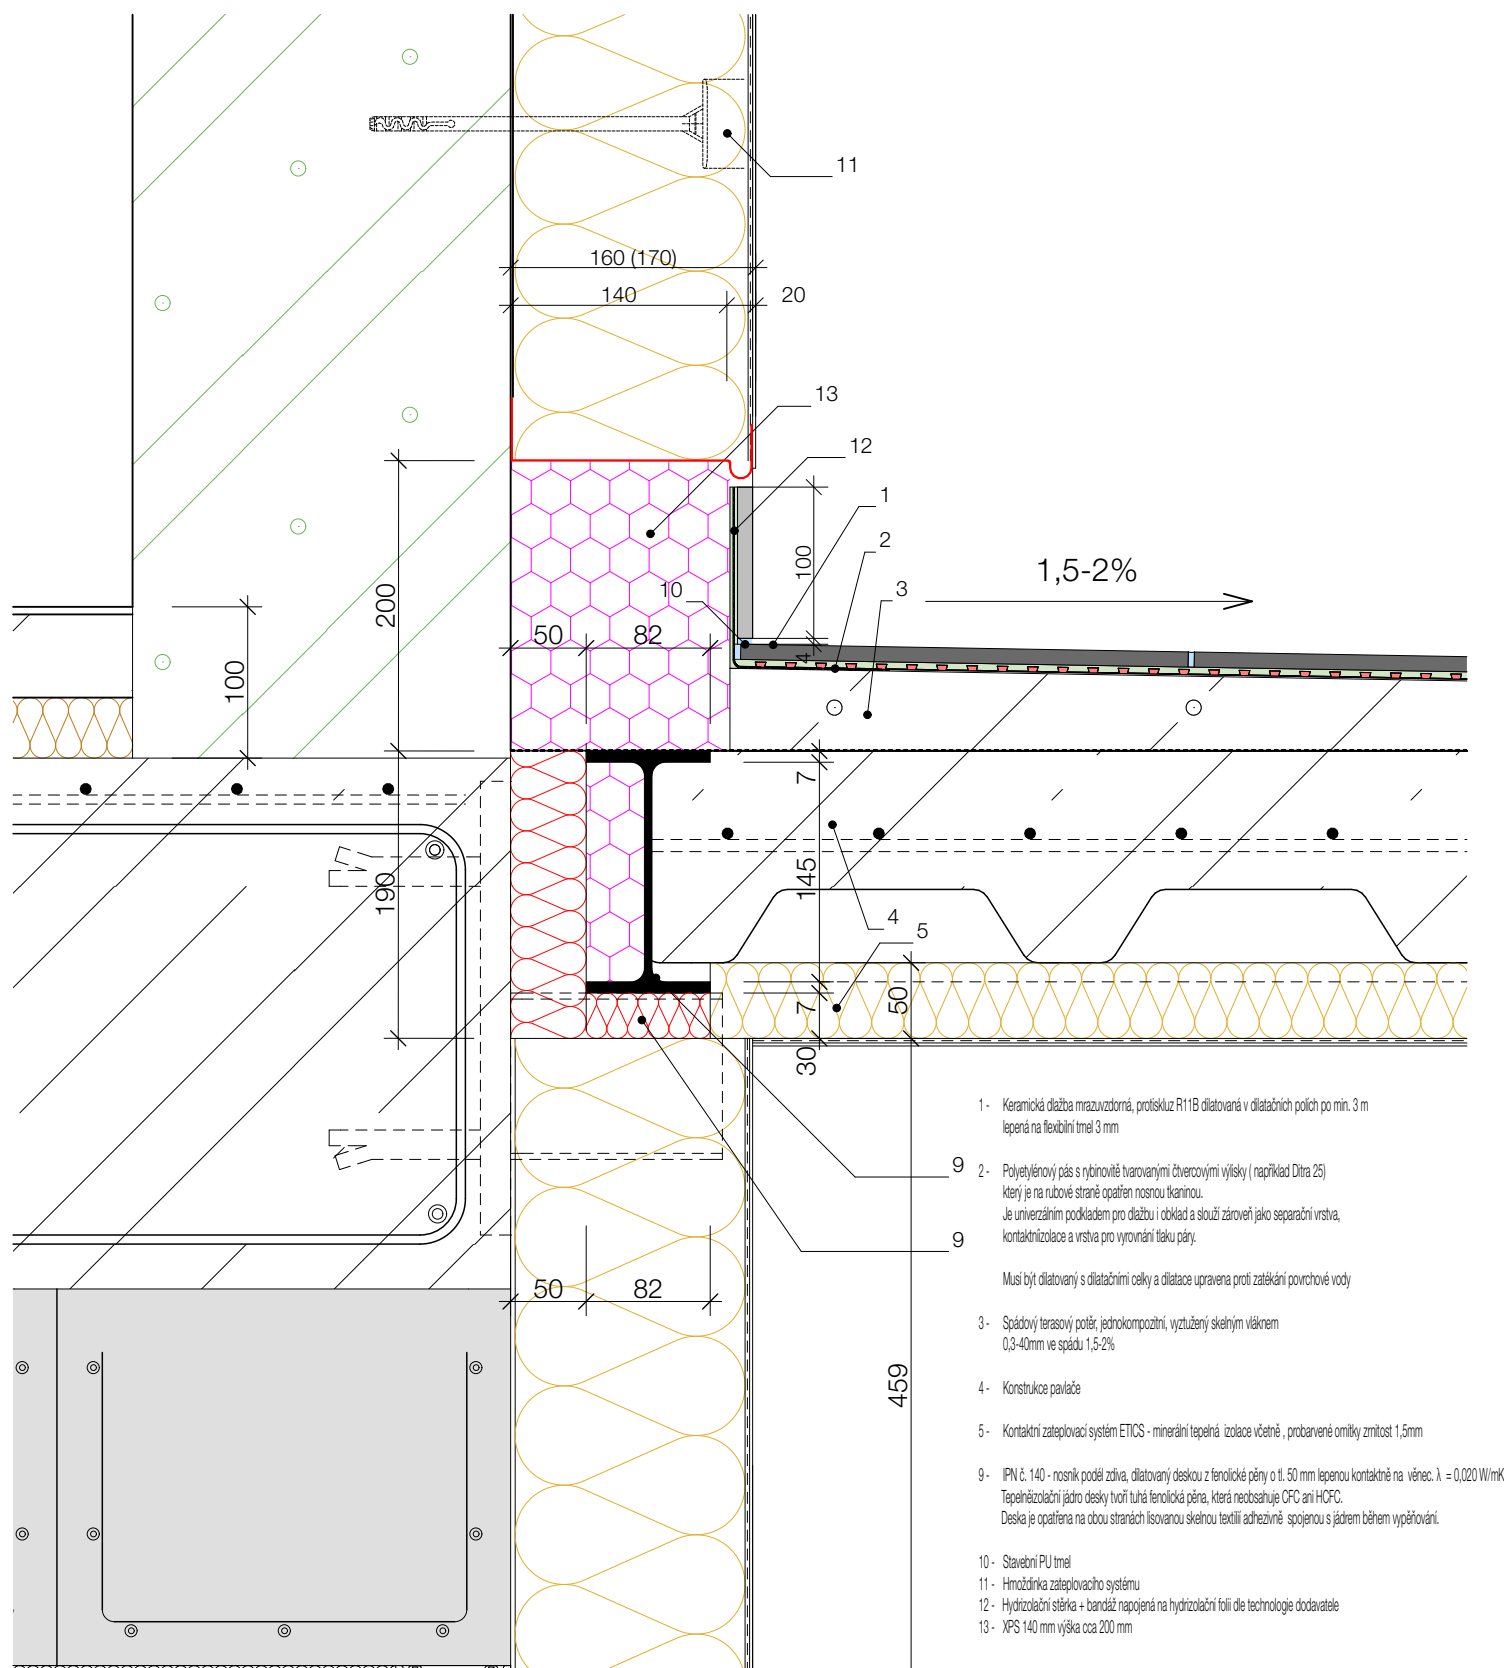 11
160 (170)
140
20
13
12
1
2
100
1,5-2%
200
10
3
50
82
4
100
7
190
145
4
5
50
7
30
1 - Keramická dlažba mrazuvzdorná, protiskluz R11B dilatovaná v dilatačních polích po min. 3 m
lepená na flexibilní tmel 3 mm
9
2 - Polyetylénový pás s rybinovitě tvarovanými čtvercovými výlisky ( například Ditra 25)
který je na rubové straně opatřen nosnou tkaninou.
Je univerzálním podkladem pro dlažbu i obklad a slouží zároveň jako separační vrstva,
kontaktniizolace a vrstva pro vyrovnání tlaku páry.
9
Musí být dilatovaný s dilatačními celky a dilatace upravena proti zatékání povrchové vody
50
82
3 - Spádový terasový potěr, jednokompozitní, vyztužený skelným vláknem
0,3-40mm ve spádu 1,5-2%
459
4 - Konstrukce pavlače
5 - Kontaktní zateplovací systém ETICS - minerální tepelná izolace včetně , probarvené omítky zrnitost 1,5mm
9 - IPN č. 140 - nosník podél zdiva, dilatovaný deskou z fenolické pěny o tl. 50 mm lepenou kontaktně na věnec. λ = 0,020 W/mK
Tepelněizolační jádro desky tvoří tuhá fenolická pěna, která neobsahuje CFC ani HCFC.
Deska je opatřena na obou stranách lisovanou skelnou textilií adhezivně spojenou s jádrem během vypěňování.
10 - Stavební PU tmel
11 - Hmoždinka zateplovacího systému
12 - Hydrizolační stěrka + bandáž napojená na hydrizolační folii dle technologie dodavatele
13 - XPS 140 mm výška cca 200 mm